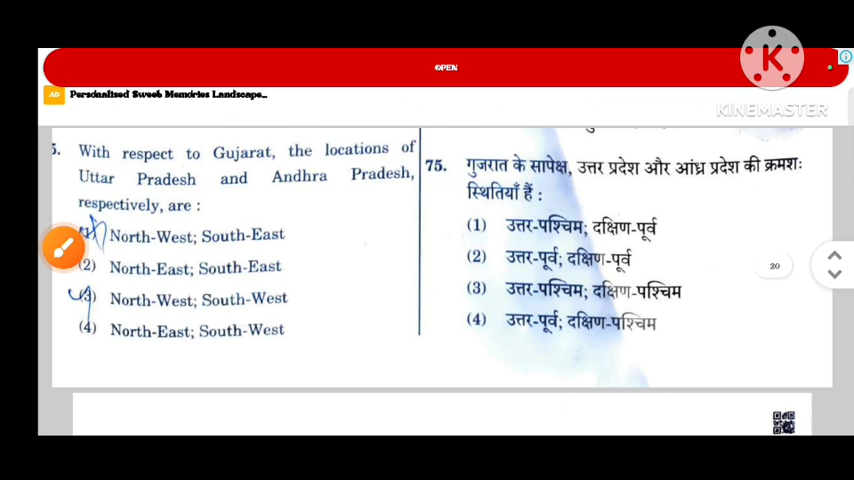 OPEN
AD Personalised Sweet Memories Landscape...
KINEMASTER
5. With respect to Gujarat, the locations of
Uttar Pradesh and Andhra Pradesh,
respectively, are :
(1) North-West; South-East
(2) North-East; South-East
(3) North-West; South-West
(4) North-East; South-West
75. गुजरात के सापेक्ष, उत्तर प्रदेश और आंध्र प्रदेश की क्रमशः
स्थितियाँ हैं :
(1) उत्तर-पश्चिम; दक्षिण-पूर्व
(2) उत्तर-पूर्व; दक्षिण-पूर्व
(3) उत्तर-पश्चिम; दक्षिण-पश्चिम
(4) उत्तर-पूर्व; दक्षिण-पश्चिम
20